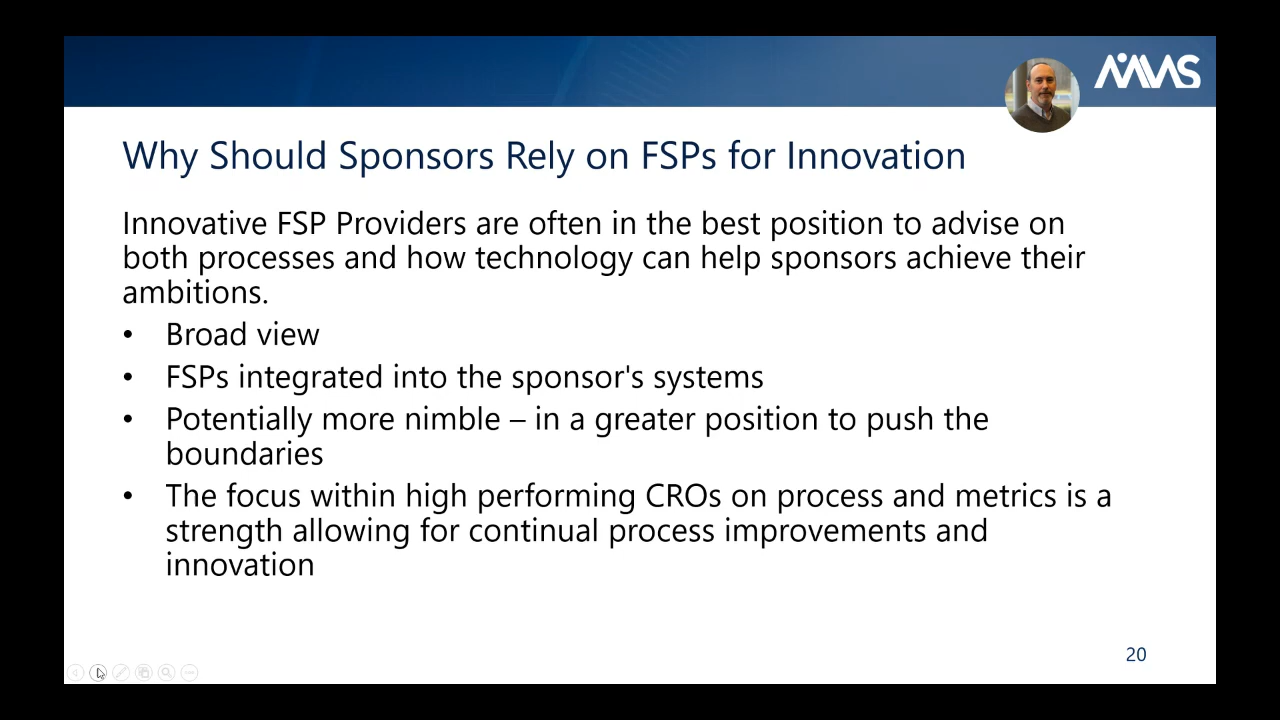 MMS
Why Should Sponsors Rely on FSPs for Innovation
Innovative FSP Providers are often in the best position to advise on
both processes and how technology can help sponsors achieve their
ambitions.
• Broad view
• FSPs integrated into the sponsor's systems
• Potentially more nimble – in a greater position to push the
boundaries
• The focus within high performing CROs on process and metrics is a
strength allowing for continual process improvements and
innovation
20